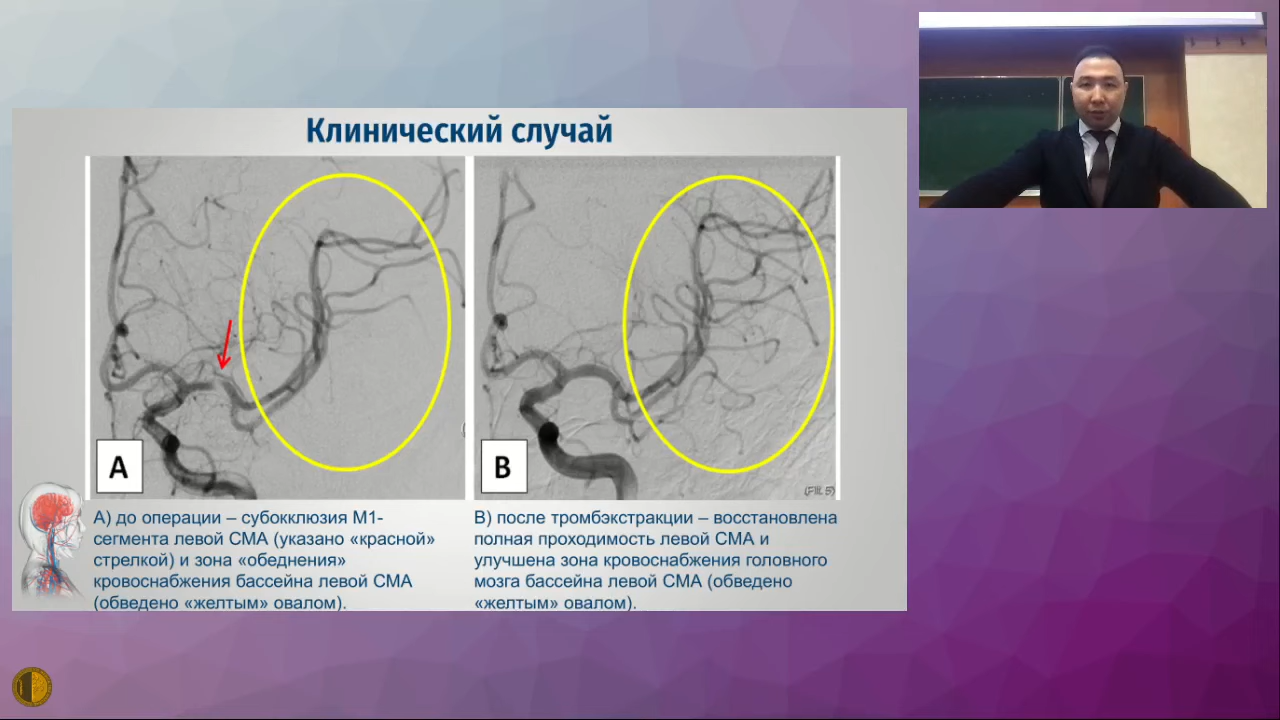 Клинический случай
A
B
(Fil. 5)
А) до операции – субокклюзия М1-
сегмента левой СМА (указано «красной»
стрелкой) и зона «обеднения»
кровоснабжения бассейна левой СМА
(обведено «желтым» овалом).
В) после тромбэкстракции – восстановлена
полная проходимость левой СМА и
улучшена зона кровоснабжения головного
мозга бассейна левой СМА (обведено
«желтым» овалом).